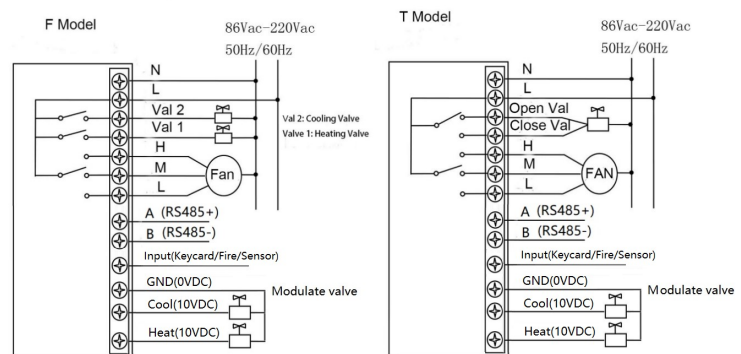 F Model
86Vac-220Vac
50Hz/60Hz
N
L
Val 2
Val 1
Val 2: Cooling Valve
Valve 1: Heating Valve
H
M
L
Fan
A (RS485+)
B (RS485-)
Input(Keycard/Fire/Sensor)
GND(0VDC)
Modulate valve
Cool(10VDC)
Heat(10VDC)
T Model
86Vac-220Vac
50Hz/60Hz
N
L
Open Val
Close Val
H
M
L
FAN
A (RS485+)
B (RS485-)
Input(Keycard/Fire/Sensor)
GND(0VDC)
Modulate valve
Cool(10VDC)
Heat(10VDC)